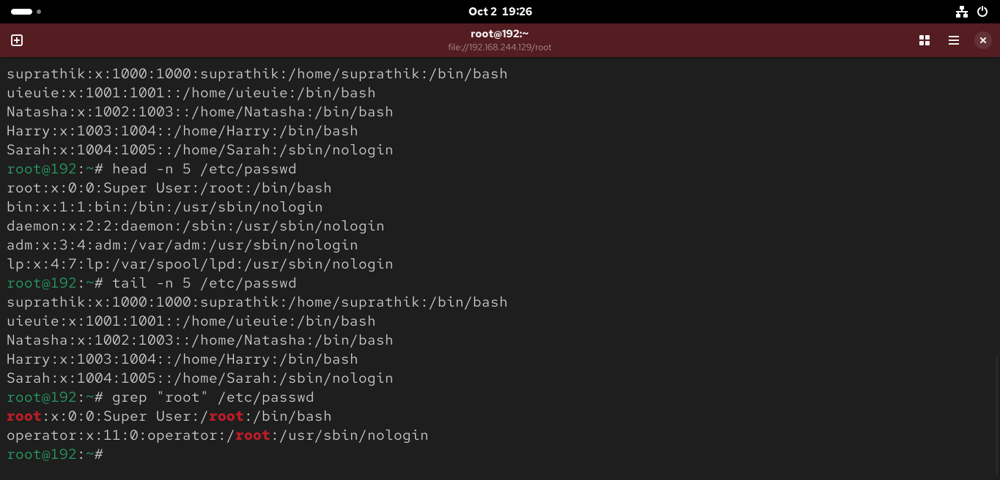 Oct 2 19:26
root@192:~
file://192.168.244.129/root
suprathik:x:1000:1000:suprathik:/home/suprathik:/bin/bash
uieuie:x:1001:1001::/home/uieuie:/bin/bash
Natasha:x:1002:1003::/home/Natasha:/bin/bash
Harry:x:1003:1004::/home/Harry:/bin/bash
Sarah:x:1004:1005::/home/Sarah:/sbin/nologin
root@192:~# head -n 5 /etc/passwd
root:x:0:0:Super User:/root:/bin/bash
bin:x:1:1:bin:/bin:/usr/sbin/nologin
daemon:x:2:2:daemon:/sbin:/usr/sbin/nologin
adm:x:3:4:adm:/var/adm:/usr/sbin/nologin
lp:x:4:7:lp:/var/spool/lpd:/usr/sbin/nologin
root@192:~# tail -n 5 /etc/passwd
suprathik:x:1000:1000:suprathik:/home/suprathik:/bin/bash
uieuie:x:1001:1001::/home/uieuie:/bin/bash
Natasha:x:1002:1003::/home/Natasha:/bin/bash
Harry:x:1003:1004::/home/Harry:/bin/bash
Sarah:x:1004:1005::/home/Sarah:/sbin/nologin
root@192:~# grep "root" /etc/passwd
root:x:0:0:Super User:/root:/bin/bash
operator:x:11:0:operator:/root:/usr/sbin/nologin
root@192:~#